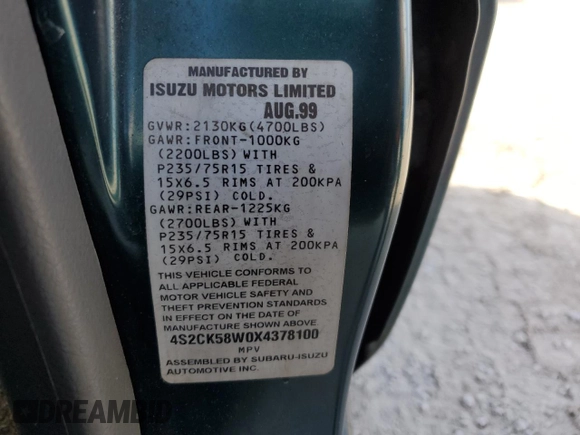 MANUFACTURED BY
ISUZU MOTORS LIMITED
AUG.99
GVWR:2130KG(4700LBS)
GAWR:FRONT-1000KG
(2200LBS)WITH
P235/75R15 TIRES &
15X6.5 RIMS AT 200KPA
(29PSI) COLD.
GAWR:REAR-1225KG
(2700LBS)WITH
P235/75R15 TIRES &
15X6.5 RIMS AT 200KPA
(29PSI) COLD.
THIS VEHICLE CONFORMS TO
ALL APPLICABLE FEDERAL
MOTOR VEHICLE SAFETY AND
THEFT PREVENTION STANDARDS
IN EFFECT ON THE DATE OF
MANUFACTURE SHOWN ABOVE
4S2CK58W0X4378100
MPV
ASSEMBLED BY SUBARU-ISUZU
AUTOMOTIVE INC.
DREAMBID